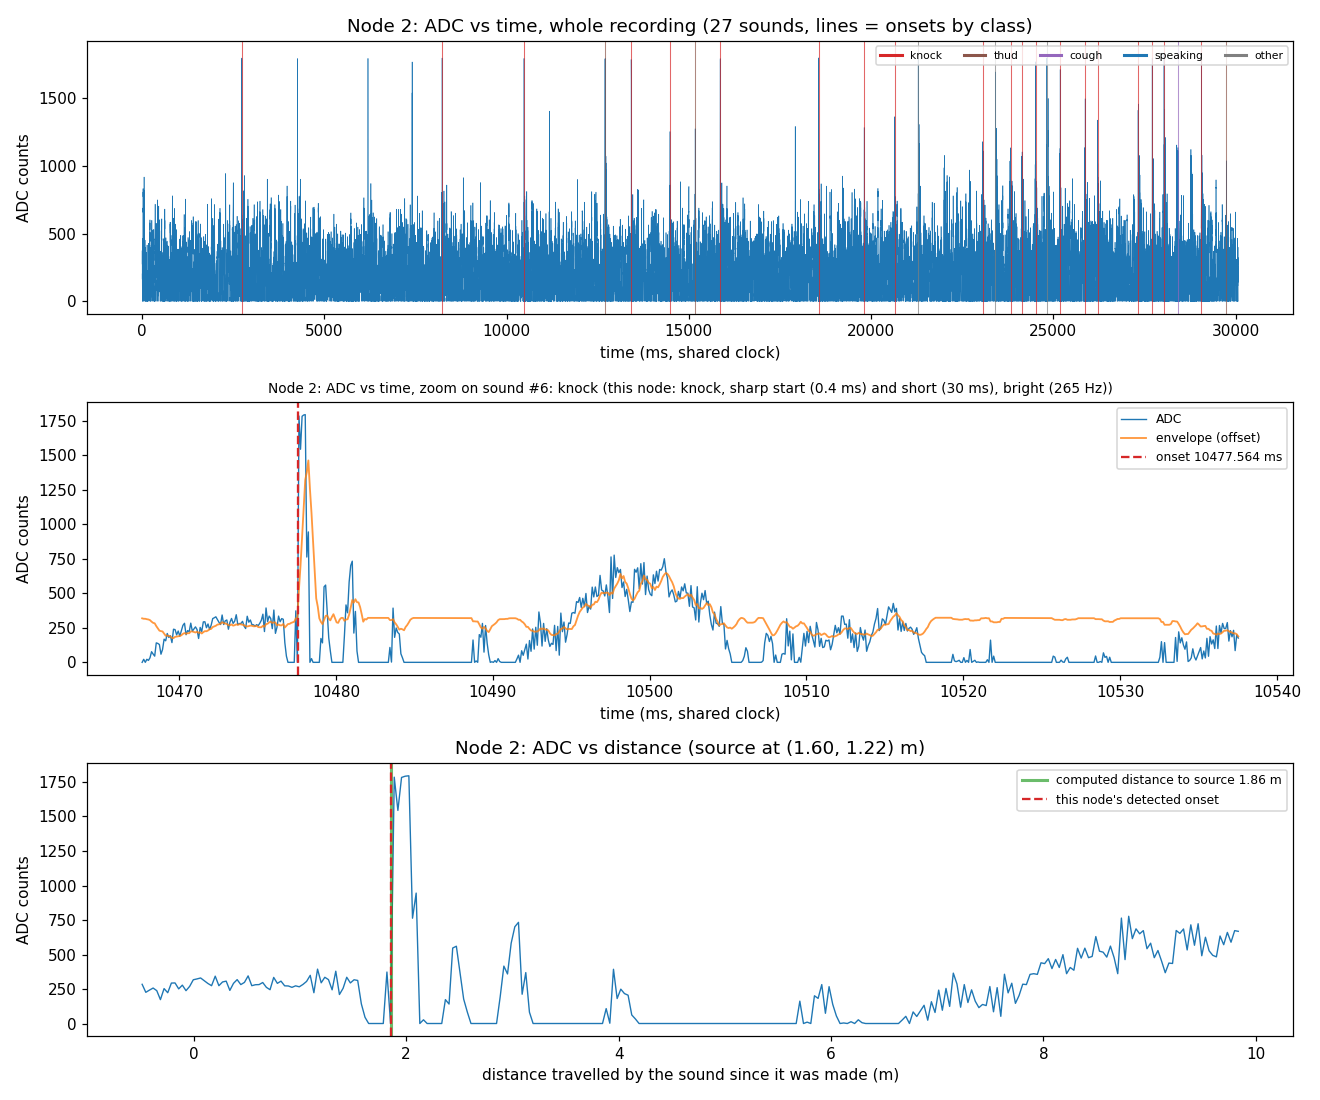 Node 2: ADC vs time, whole recording (27 sounds, lines = onsets by class)
knock thud cough speaking other
ADC counts
1500
1000
500
0
0 5000 10000 15000 20000 25000 30000
time (ms, shared clock)
Node 2: ADC vs time, zoom on sound #6: knock (this node: knock, sharp start (0.4 ms) and short (30 ms), bright (265 Hz))
ADC
envelope (offset)
onset 10477.564 ms
ADC counts
1750
1500
1250
1000
750
500
250
0
10470 10480 10490 10500 10510 10520 10530 10540
time (ms, shared clock)
Node 2: ADC vs distance (source at (1.60, 1.22) m)
computed distance to source 1.86 m
this node's detected onset
ADC counts
1750
1500
1250
1000
750
500
250
0
0 2 4 6 8 10
distance travelled by the sound since it was made (m)